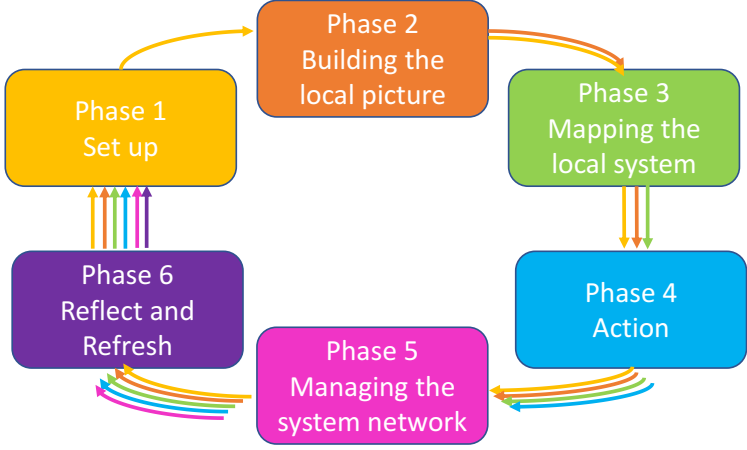 Phase 1
Set up
Phase 2
Building the
local picture
Phase 3
Mapping the
local system
Phase 4
Action
Phase 5
Managing the
system network
Phase 6
Reflect and
Refresh